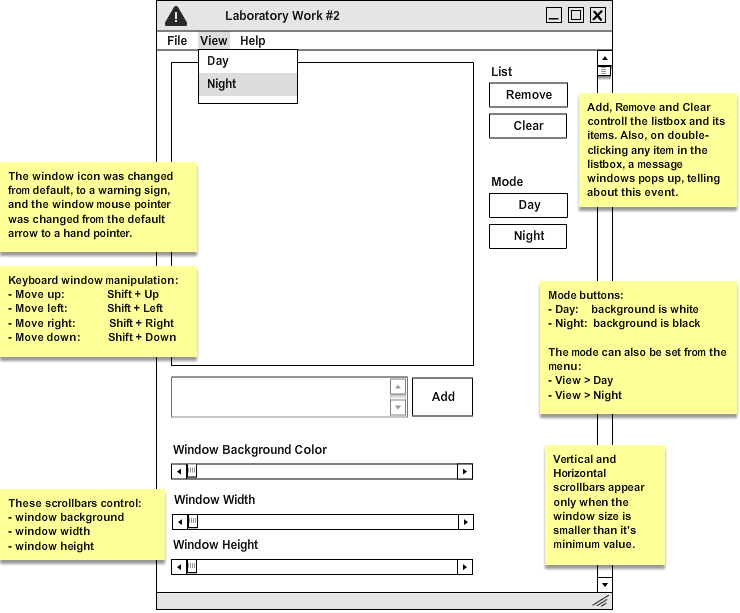 Laboratory Work #2
File View Help
Day
Night
List
Remove
Clear
Mode
Day
Night
Add
Window Background Color
Window Width
Window Height
The window icon was changed
from default, to a warning sign,
and the window mouse pointer
was changed from the default
arrow to a hand pointer.
Keyboard window manipulation:
- Move up: Shift + Up
- Move left: Shift + Left
- Move right: Shift + Right
- Move down: Shift + Down
These scrollbars control:
- window background
- window width
- window height
Add, Remove and Clear
controll the listbox and its
items. Also, on double-
clicking any item in the
listbox, a message
windows pops up, telling
about this event.
Mode buttons:
- Day: background is white
- Night: background is black
The mode can also be set from the
menu:
- View > Day
- View > Night
Vertical and
Horizontal
scrollbars appear
only when the
window size is
smaller than it's
minimum value.